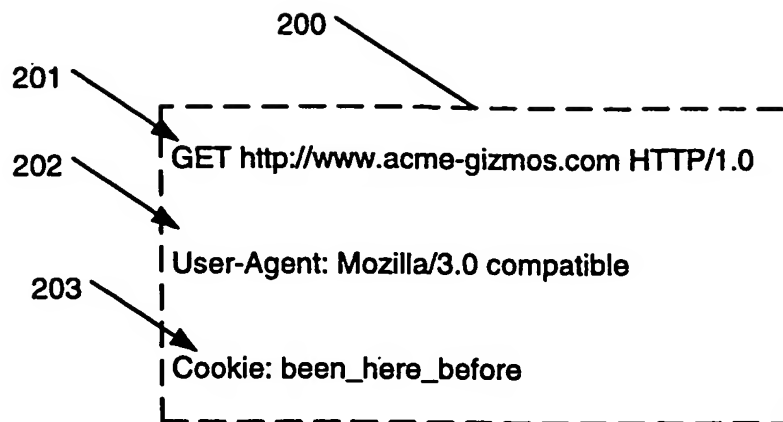 200
201
GET http://www.acme-gizmos.com HTTP/1.0
202
User-Agent: Mozilla/3.0 compatible
203
Cookie: been_here_before